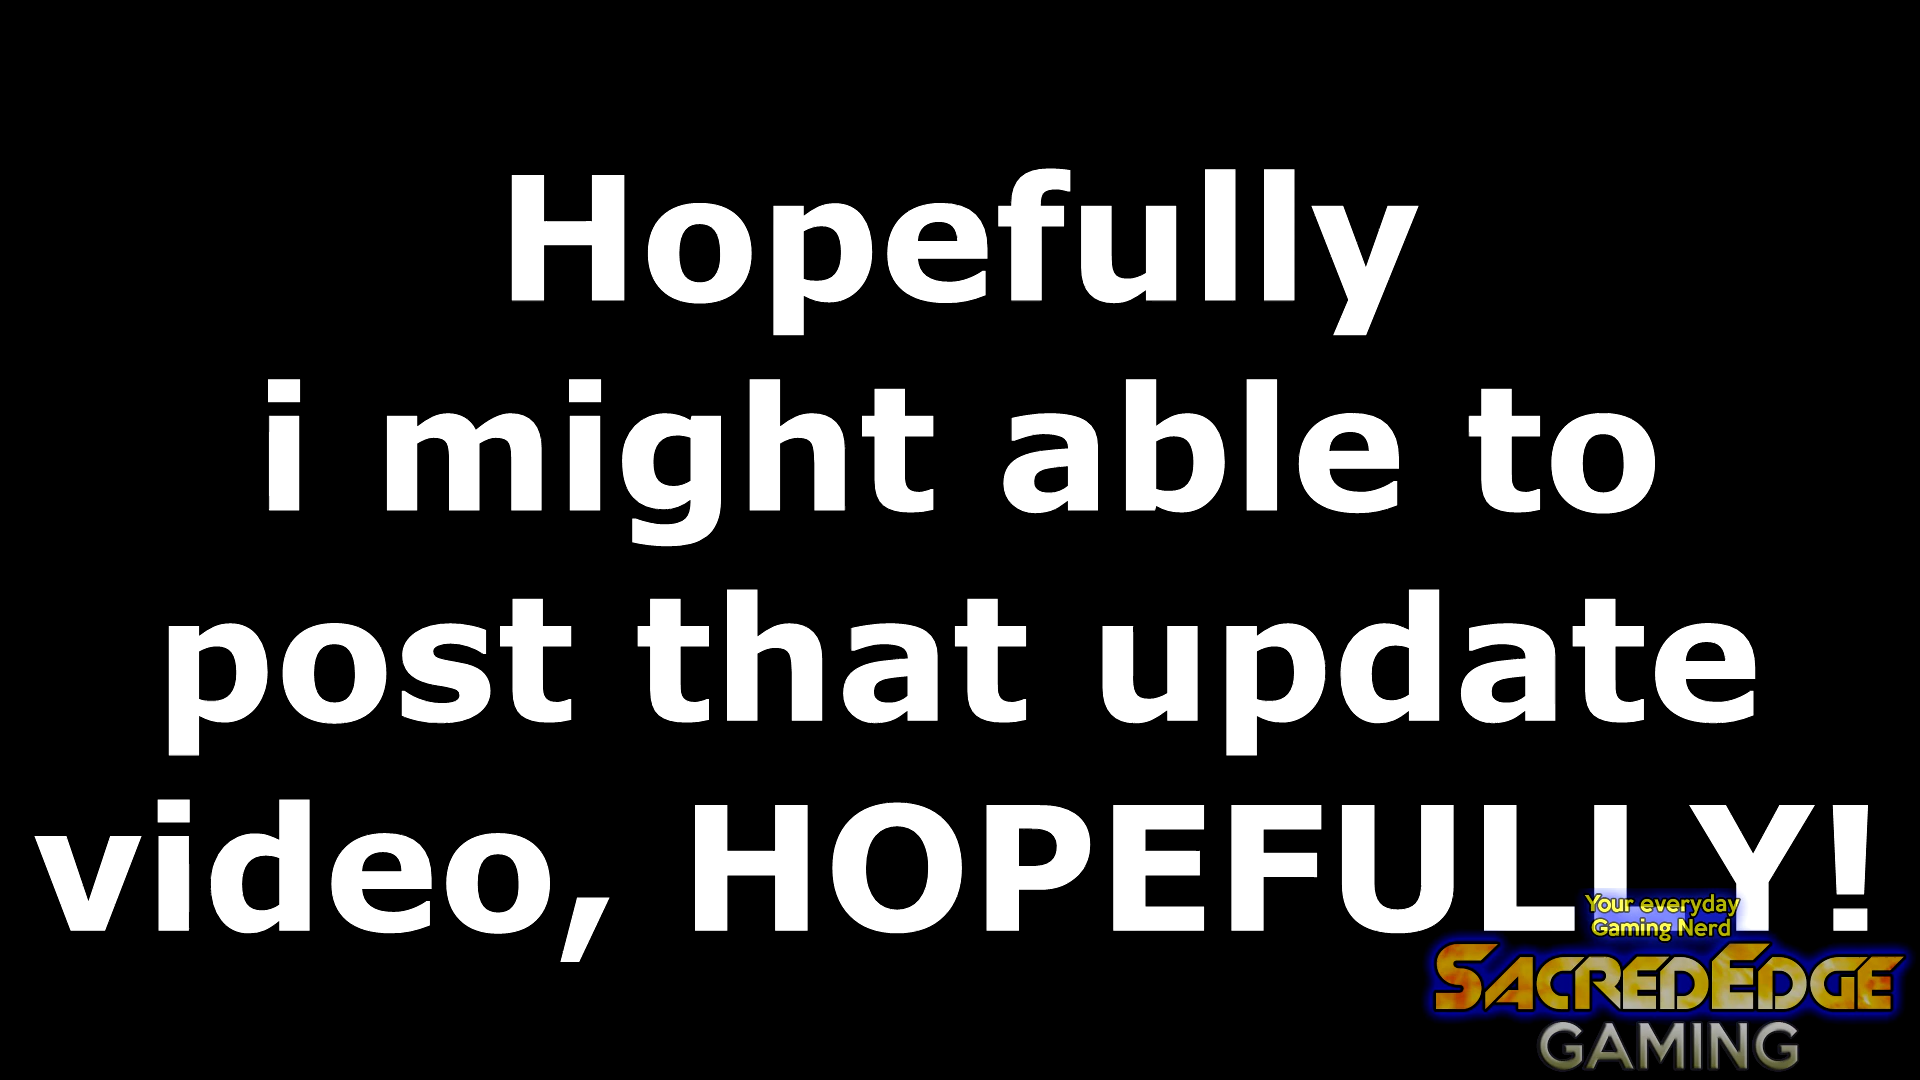 Hopefully
i might able to
post that update
video, HOPEFULLY!
Your everyday
Gaming Nerd
SACREDEDGE
GAMING